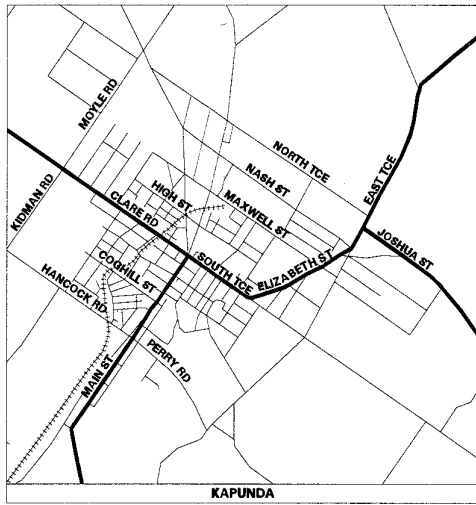 MOYLE RD
NORTH TCE
NASH ST
EAST TCE
KIDMAN RD
CLARE RD
HIGH ST
MAXWELL ST
JOSHUA ST
SOUTH TCE
ELIZABETH ST
COGHILL ST
HANCOCK RD
MAIN ST
PERRY RD
KAPUNDA